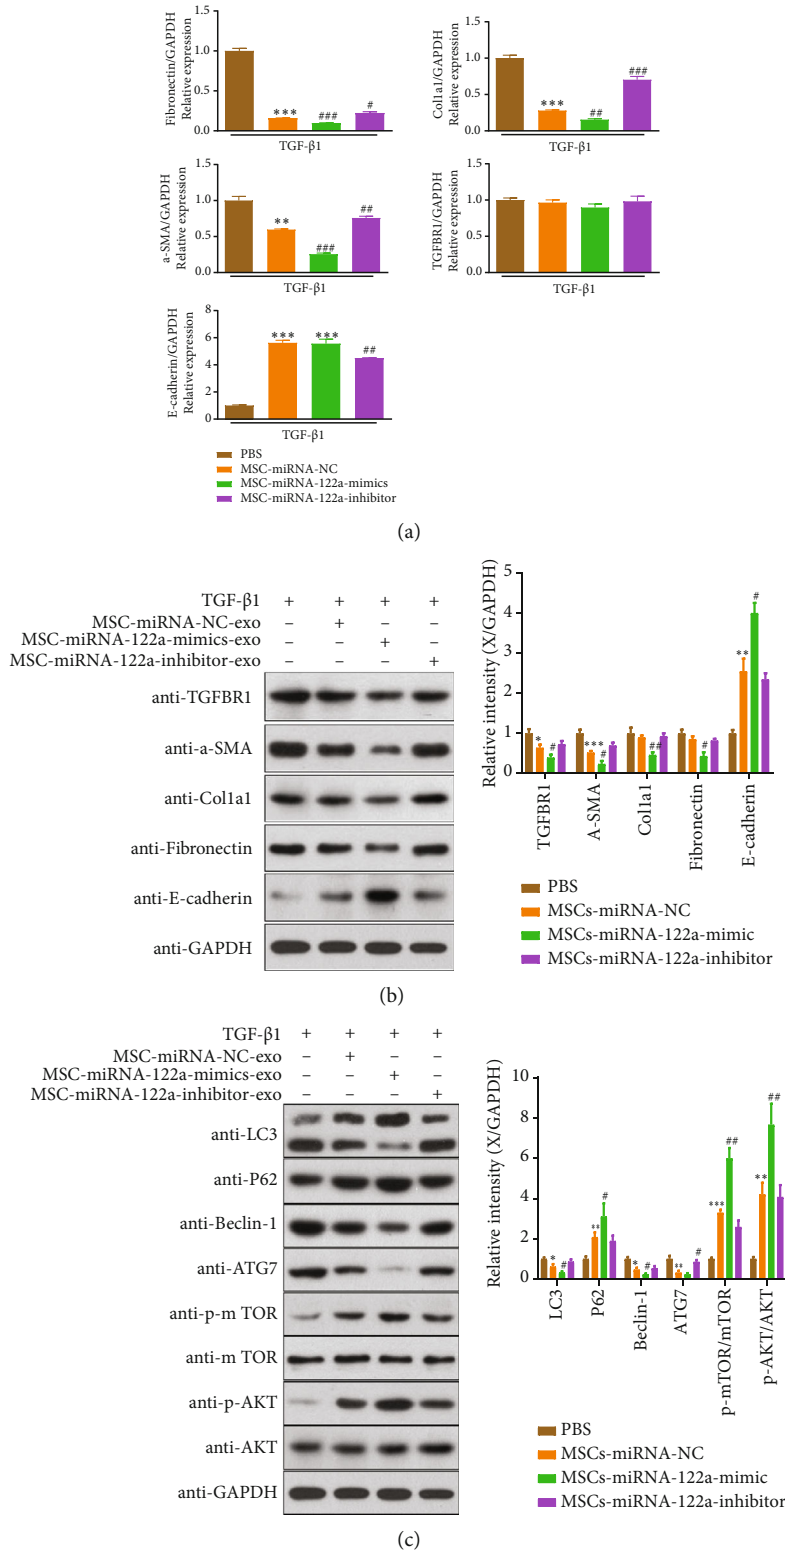 Fibronectin/GAPDH
Relative expression
1.5
1.0
0.5
0.0
***
###
#
TGF-β1
Col1a1/GAPDH
Relative expression
1.5
1.0
0.5
0.0
***
##
###
TGF-β1
a-SMA/GAPDH
Relative expression
1.5
1.0
0.5
0.0
**
###
##
TGF-β1
TGFBR1/GAPDH
Relative expression
1.5
1.0
0.5
0.0
TGF-β1
E-cadherin/GAPDH
Relative expression
8
6
4
2
0
***
***
##
TGF-β1
PBS
MSC-miRNA-NC
MSC-miRNA-122a-mimics
MSC-miRNA-122a-inhibitor
(a)
TGF-β1 + + + +
MSC-miRNA-NC-exo – + – –
MSC-miRNA-122a-mimics-exo – – + –
MSC-miRNA-122a-inhibitor-exo – – – +
anti-TGFBR1
anti-a-SMA
anti-Col1a1
anti-Fibronectin
anti-E-cadherin
anti-GAPDH
Relative intensity (X/GAPDH)
5
4
3
2
1
0
* #
*** #
##
#
** #
TGFBR1
A-SMA
Col1a1
Fibronectin
E-cadherin
PBS
MSCs-miRNA-NC
MSCs-miRNA-122a-mimic
MSCs-miRNA-122a-inhibitor
(b)
TGF-β1 + + + +
MSC-miRNA-NC-exo – + – –
MSC-miRNA-122a-mimics-exo – – + –
MSC-miRNA-122a-inhibitor-exo – – – +
anti-LC3
anti-P62
anti-Beclin-1
anti-ATG7
anti-p-m TOR
anti-m TOR
anti-p-AKT
anti-AKT
anti-GAPDH
Relative intensity (X/GAPDH)
10
8
6
4
2
0
* #
** #
* #
** #
*** ##
** ##
LC3
P62
Beclin-1
ATG7
p-mTOR/mTOR
p-AKT/AKT
PBS
MSCs-miRNA-NC
MSCs-miRNA-122a-mimic
MSCs-miRNA-122a-inhibitor
(c)